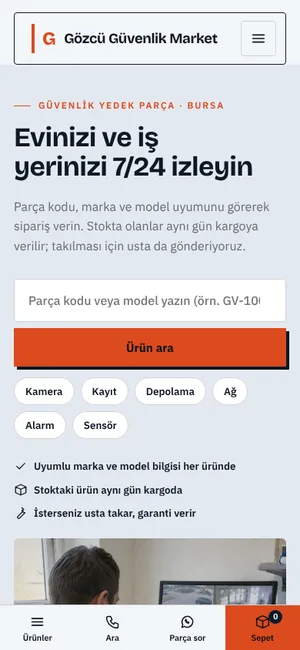 G Gözcü Güvenlik Market
GÜVENLİK YEDEK PARÇA · BURSA
Evinizi ve iş
yerinizi 7/24 izleyin
Parça kodu, marka ve model uyumunu görerek
sipariş verin. Stokta olanlar aynı gün kargoya
verilir; takılması için usta da gönderiyoruz.
Parça kodu veya model yazın (örn. GV-10
Ürün ara
Kamera Kayıt Depolama Ağ
Alarm Sensör
Uyumlu marka ve model bilgisi her üründe
Stoktaki ürün aynı gün kargoda
İsterseniz usta takar, garanti verir
0
Ürünler Ara Parça sor Sepet